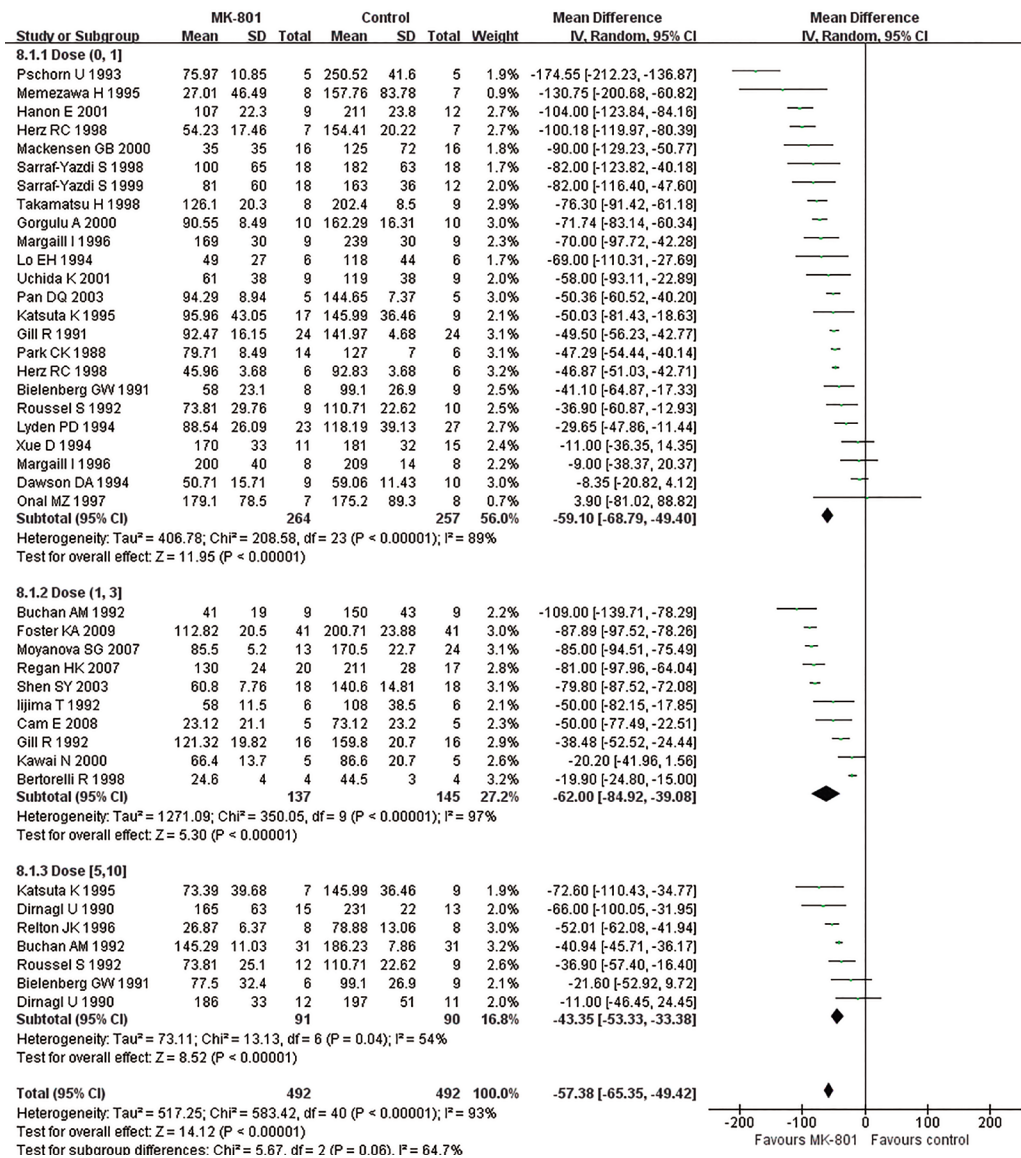 MK-801 Control Mean Difference Mean Difference
Study or Subgroup Mean SD Total Mean SD Total Weight IV, Random, 95% CI IV, Random, 95% CI
8.1.1 Dose (0, 1]
Pschorn U 1993 75.97 10.85 5 250.52 41.6 5 1.9% -174.55 [-212.23, -136.87]
Memezawa H 1995 27.01 46.49 8 157.76 83.78 7 0.9% -130.75 [-200.68, -60.82]
Hanon E 2001 107 22.3 9 211 23.8 12 2.7% -104.00 [-123.84, -84.16]
Herz RC 1998 54.23 17.46 7 154.41 20.22 7 2.7% -100.18 [-119.97, -80.39]
Mackensen GB 2000 35 35 16 125 72 16 1.8% -90.00 [-129.23, -50.77]
Sarraf-Yazdi S 1998 100 65 18 182 63 18 1.7% -82.00 [-123.82, -40.18]
Sarraf-Yazdi S 1999 81 60 18 163 36 12 2.0% -82.00 [-116.40, -47.60]
Takamatsu H 1998 126.1 20.3 8 202.4 8.5 9 2.9% -76.30 [-91.42, -61.18]
Gorgulu A 2000 90.55 8.49 10 162.29 16.31 10 3.0% -71.74 [-83.14, -60.34]
Margaill I 1996 169 30 9 239 30 9 2.3% -70.00 [-97.72, -42.28]
Lo EH 1994 49 27 6 118 44 6 1.7% -69.00 [-110.31, -27.69]
Uchida K 2001 61 38 9 119 38 9 2.0% -58.00 [-93.11, -22.89]
Pan DQ 2003 94.29 8.94 5 144.65 7.37 5 3.0% -50.36 [-60.52, -40.20]
Katsuta K 1995 95.96 43.05 17 145.99 36.46 9 2.1% -50.03 [-81.43, -18.63]
Gill R 1991 92.47 16.15 24 141.97 4.68 24 3.1% -49.50 [-56.23, -42.77]
Park CK 1988 79.71 8.49 14 127 7 6 3.1% -47.29 [-54.44, -40.14]
Herz RC 1998 45.96 3.68 6 92.83 3.68 6 3.2% -46.87 [-51.03, -42.71]
Bielenberg GW 1991 58 23.1 8 99.1 26.9 9 2.5% -41.10 [-64.87, -17.33]
Roussel S 1992 73.81 29.76 9 110.71 22.62 10 2.5% -36.90 [-60.87, -12.93]
Lyden PD 1994 88.54 26.09 23 118.19 39.13 27 2.7% -29.65 [-47.86, -11.44]
Xue D 1994 170 33 11 181 32 15 2.4% -11.00 [-36.35, 14.35]
Margaill I 1996 200 40 8 209 14 8 2.2% -9.00 [-38.37, 20.37]
Dawson DA 1994 50.71 15.71 9 59.06 11.43 10 3.0% -8.35 [-20.82, 4.12]
Onal MZ 1997 179.1 78.5 7 175.2 89.3 8 0.7% 3.90 [-81.02, 88.82]
Subtotal (95% CI) 264 257 56.0% -59.10 [-68.79, -49.40]
Heterogeneity: Tau² = 406.78; Chi² = 208.58, df = 23 (P < 0.00001); I² = 89%
Test for overall effect: Z = 11.95 (P < 0.00001)
8.1.2 Dose (1, 3]
Buchan AM 1992 41 19 9 150 43 9 2.2% -109.00 [-139.71, -78.29]
Foster KA 2009 112.82 20.5 41 200.71 23.88 41 3.0% -87.89 [-97.52, -78.26]
Moyanova SG 2007 85.5 5.2 13 170.5 22.7 24 3.1% -85.00 [-94.51, -75.49]
Regan HK 2007 130 24 20 211 28 17 2.8% -81.00 [-97.96, -64.04]
Shen SY 2003 60.8 7.76 18 140.6 14.81 18 3.1% -79.80 [-87.52, -72.08]
Iijima T 1992 58 11.5 6 108 38.5 6 2.1% -50.00 [-82.15, -17.85]
Cam E 2008 23.12 21.1 5 73.12 23.2 5 2.3% -50.00 [-77.49, -22.51]
Gill R 1992 121.32 19.82 16 159.8 20.7 16 2.9% -38.48 [-52.52, -24.44]
Kawai N 2000 66.4 13.7 5 86.6 20.7 5 2.6% -20.20 [-41.96, 1.56]
Bertorelli R 1998 24.6 4 4 44.5 3 4 3.2% -19.90 [-24.80, -15.00]
Subtotal (95% CI) 137 145 27.2% -62.00 [-84.92, -39.08]
Heterogeneity: Tau² = 1271.09; Chi² = 350.05, df = 9 (P < 0.00001); I² = 97%
Test for overall effect: Z = 5.30 (P < 0.00001)
8.1.3 Dose [5,10]
Katsuta K 1995 73.39 39.68 7 145.99 36.46 9 1.9% -72.60 [-110.43, -34.77]
Dirnagl U 1990 165 63 15 231 22 13 2.0% -66.00 [-100.05, -31.95]
Relton JK 1996 26.87 6.37 8 78.88 13.06 8 3.0% -52.01 [-62.08, -41.94]
Buchan AM 1992 145.29 11.03 31 186.23 7.86 31 3.2% -40.94 [-45.71, -36.17]
Roussel S 1992 73.81 25.1 12 110.71 22.62 9 2.6% -36.90 [-57.40, -16.40]
Bielenberg GW 1991 77.5 32.4 6 99.1 26.9 9 2.1% -21.60 [-52.92, 9.72]
Dirnagl U 1990 186 33 12 197 51 11 2.0% -11.00 [-46.45, 24.45]
Subtotal (95% CI) 91 90 16.8% -43.35 [-53.33, -33.38]
Heterogeneity: Tau² = 73.11; Chi² = 13.13, df = 6 (P = 0.04); I² = 54%
Test for overall effect: Z = 8.52 (P < 0.00001)
Total (95% CI) 492 492 100.0% -57.38 [-65.35, -49.42]
Heterogeneity: Tau² = 517.25; Chi² = 583.42, df = 40 (P < 0.00001); I² = 93%
Test for overall effect: Z = 14.12 (P < 0.00001)
Test for subgroup differences: Chi² = 5.67, df = 2 (P = 0.06), I² = 64.7%
-200 -100 0 100 200
Favours MK-801 Favours control